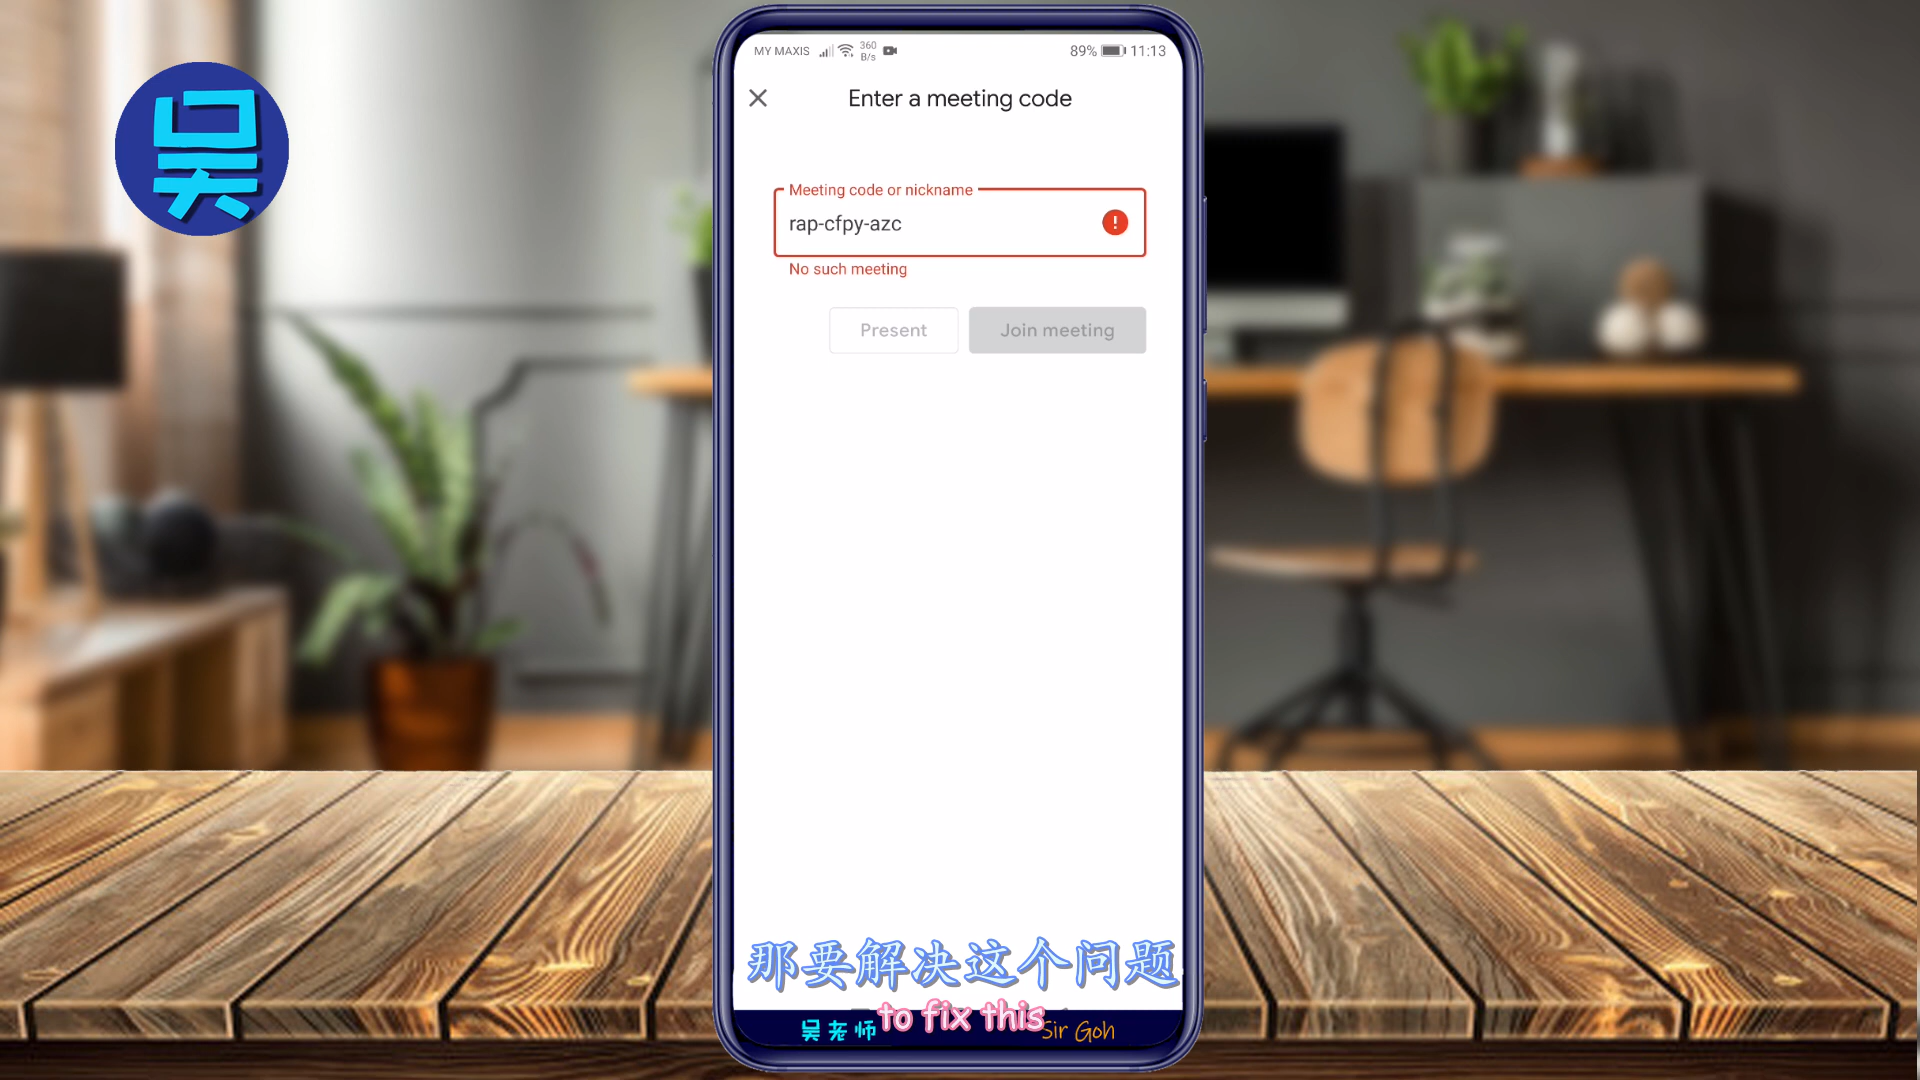 吴
MY MAXIS
360 B/s
89%
11:13
Enter a meeting code
Meeting code or nickname
rap-cfpy-azc
No such meeting
Present
Join meeting
那要解决这个问题
to fix this
吴老师
Sir Goh